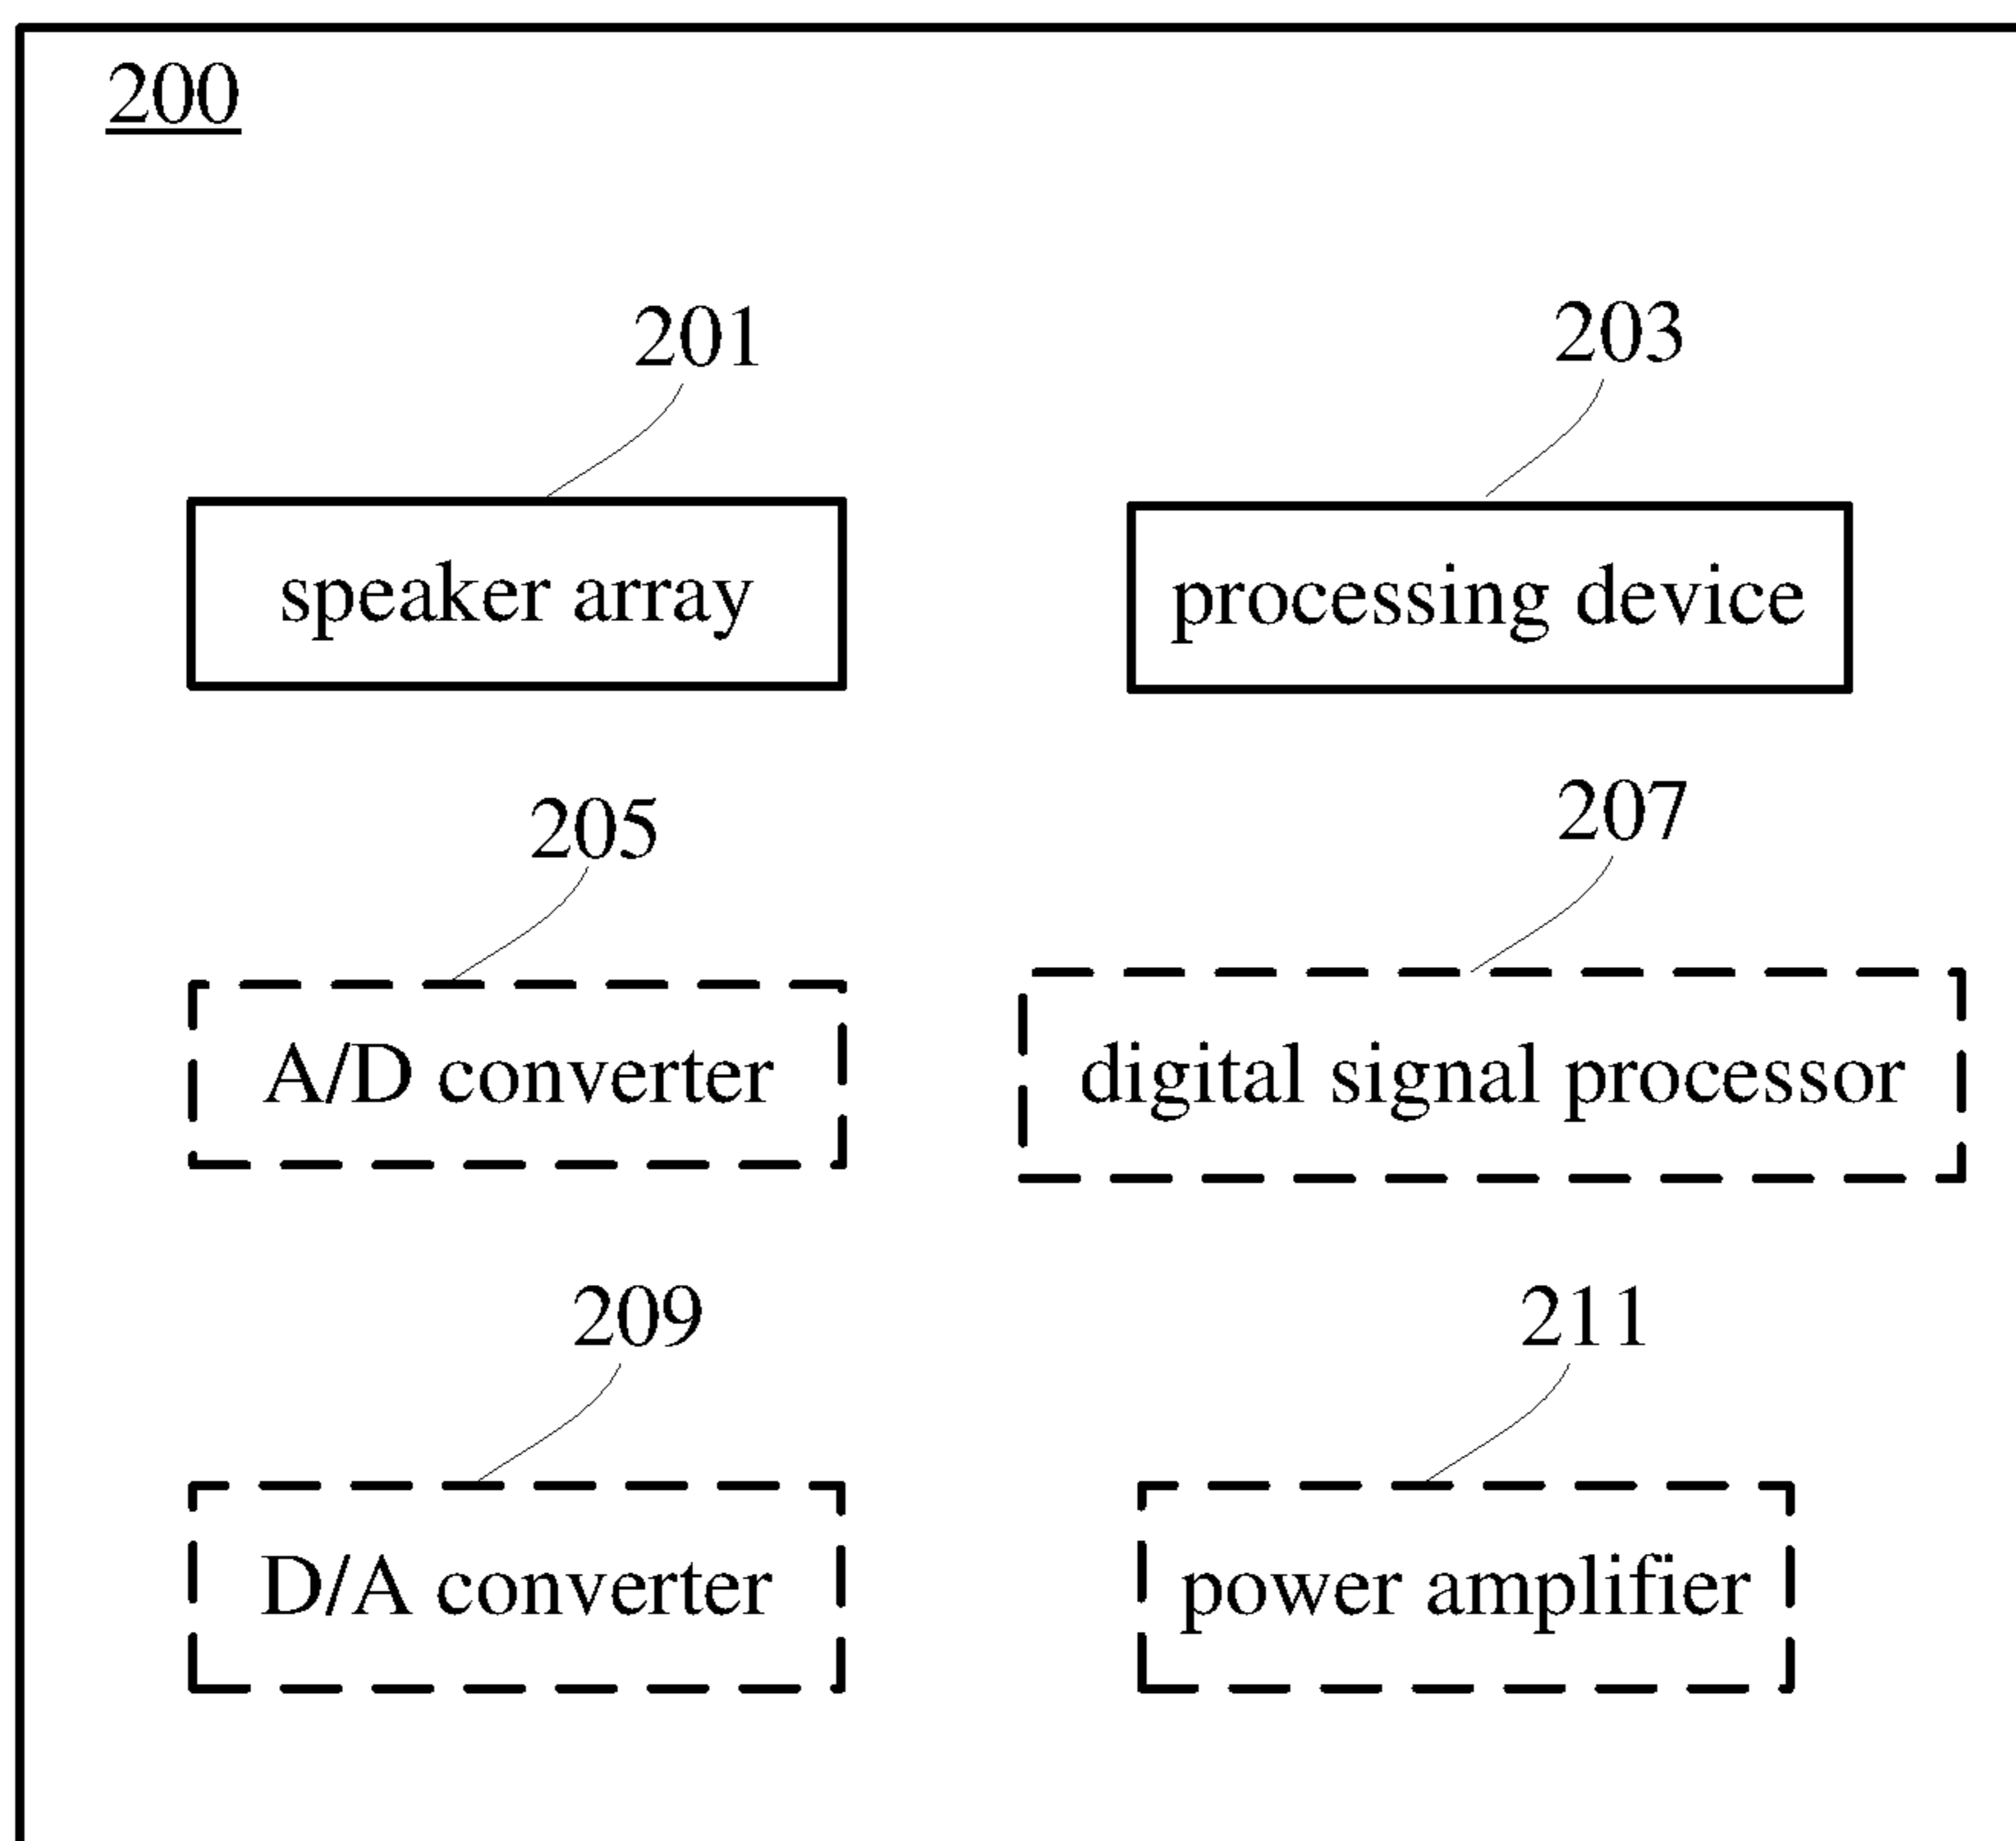 200
201
203
speaker array
processing device
205
207
A/D converter
digital signal processor
209
211
D/A converter
power amplifier